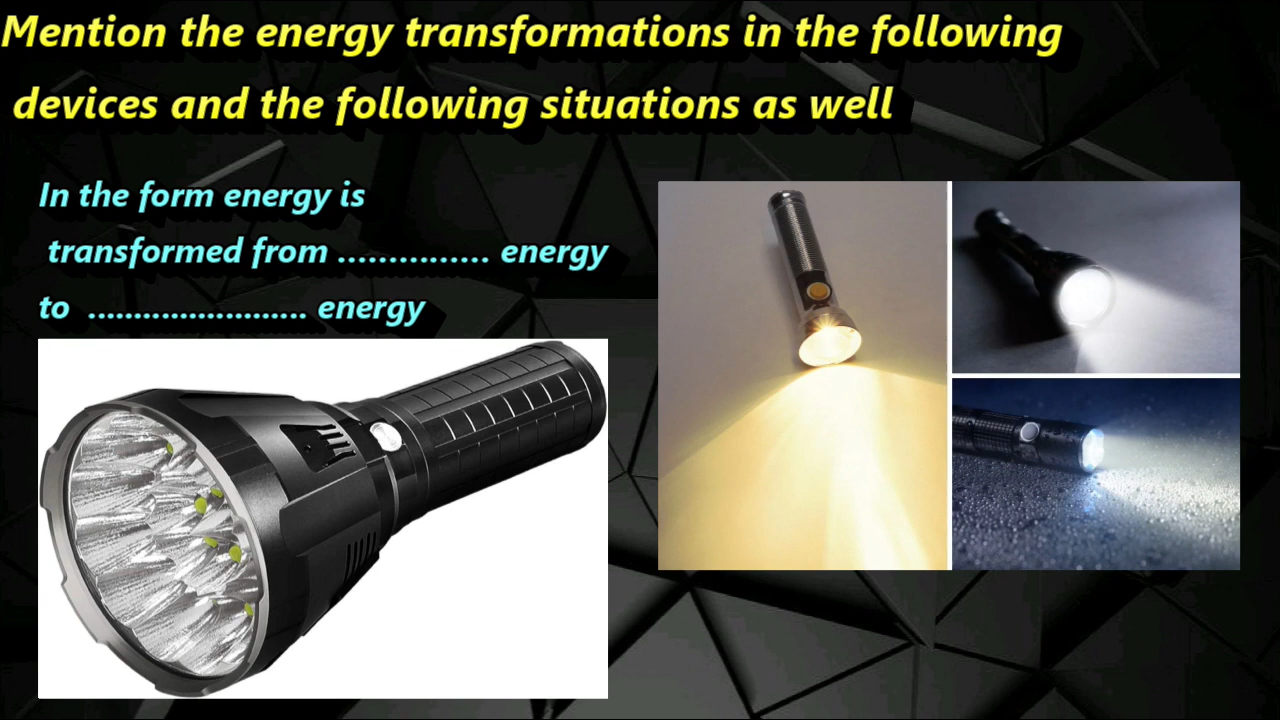 Mention the energy transformations in the following
devices and the following situations as well
In the form energy is
transformed from ............... energy
to ........................ energy